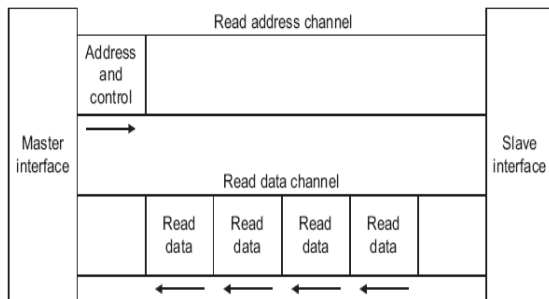 Read address channel
Address
and
control
Master
interface
Slave
interface
Read data channel
Read
data
Read
data
Read
data
Read
data